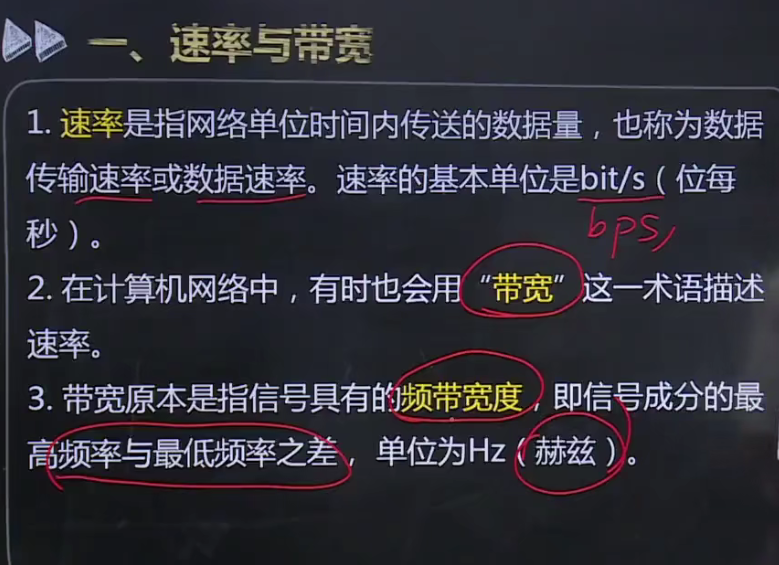 一、速率与带宽
1. 速率是指网络单位时间内传送的数据量，也称为数据
传输速率或数据速率。速率的基本单位是bit/s（位每
秒）。
bps,
2. 在计算机网络中，有时也会用“带宽”这一术语描述
速率。
3. 带宽原本是指信号具有的频带宽度，即信号成分的最
高频率与最低频率之差， 单位为Hz（赫兹）。